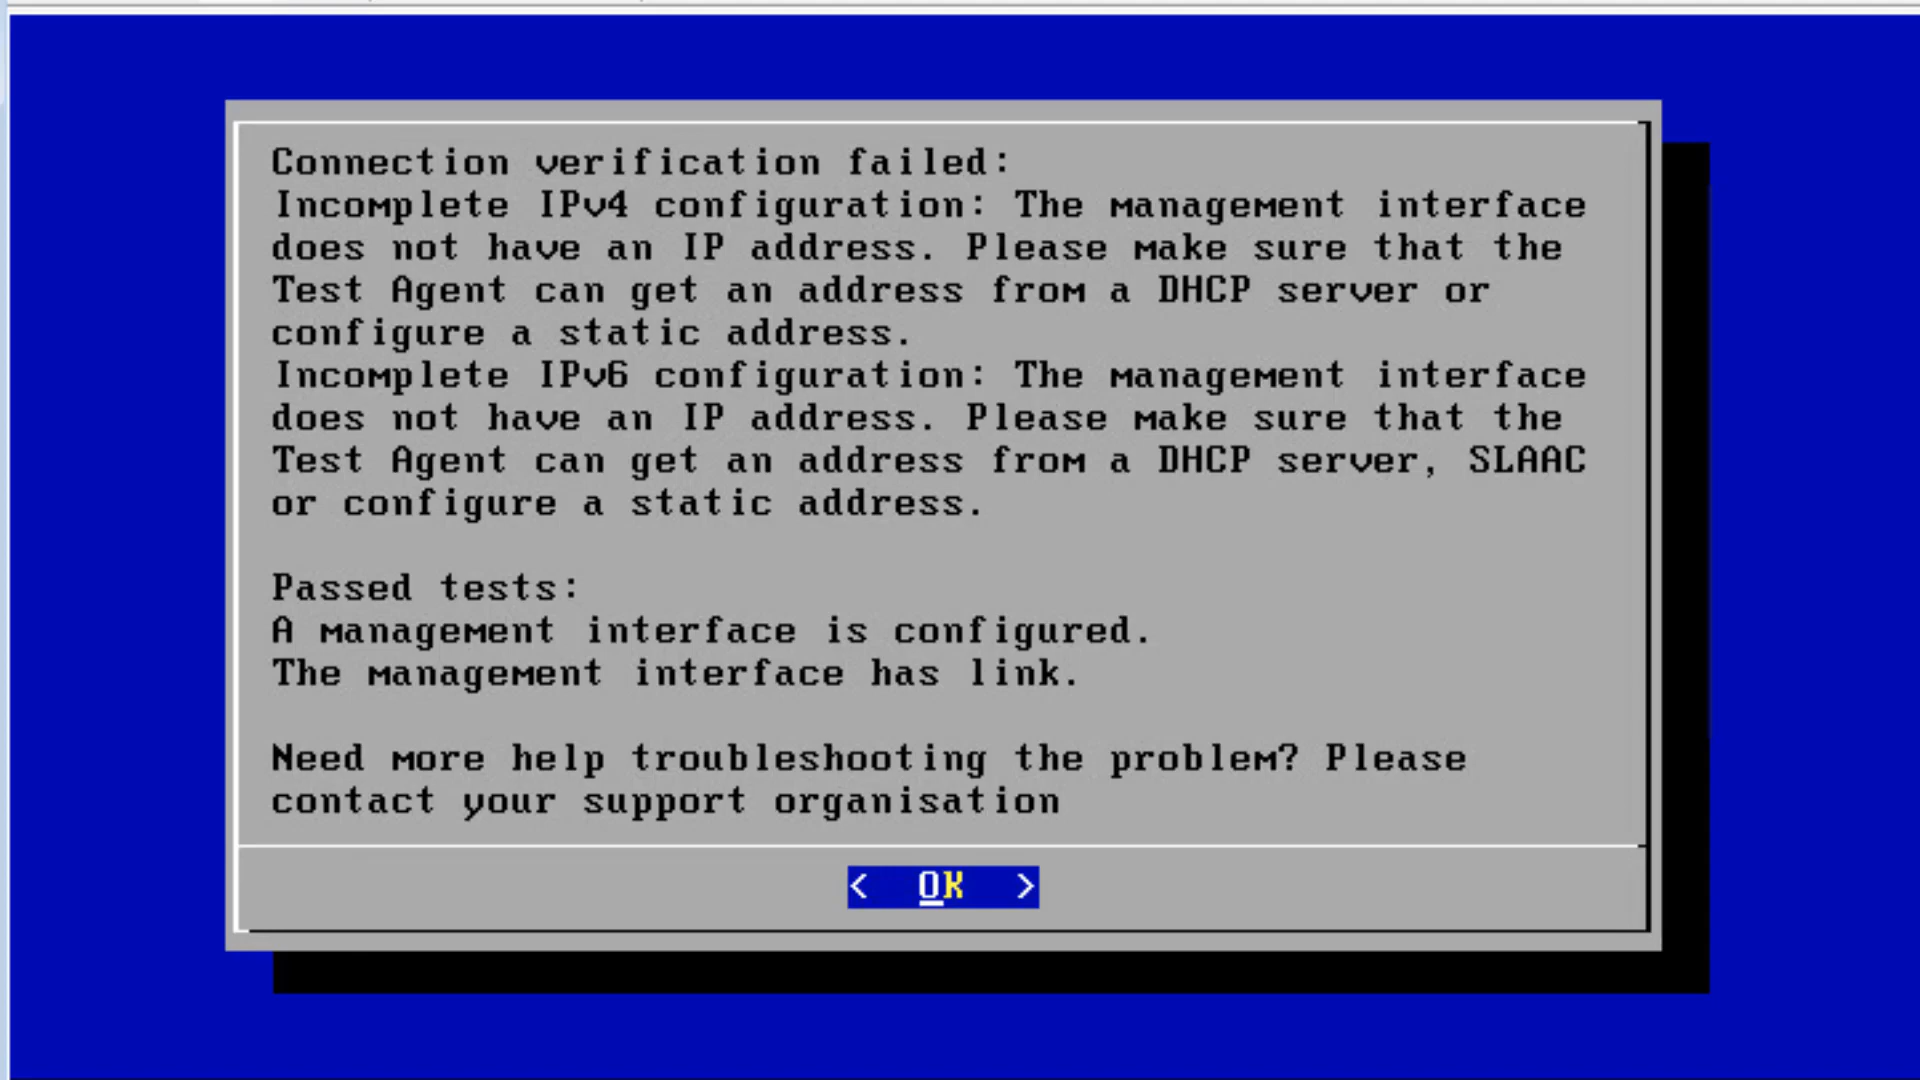 Connection verification failed:
Incomplete IPv4 configuration: The management interface
does not have an IP address. Please make sure that the
Test Agent can get an address from a DHCP server or
configure a static address.
Incomplete IPv6 configuration: The management interface
does not have an IP address. Please make sure that the
Test Agent can get an address from a DHCP server, SLAAC
or configure a static address.
Passed tests:
A management interface is configured.
The management interface has link.
Need more help troubleshooting the problem? Please
contact your support organisation
< OK >